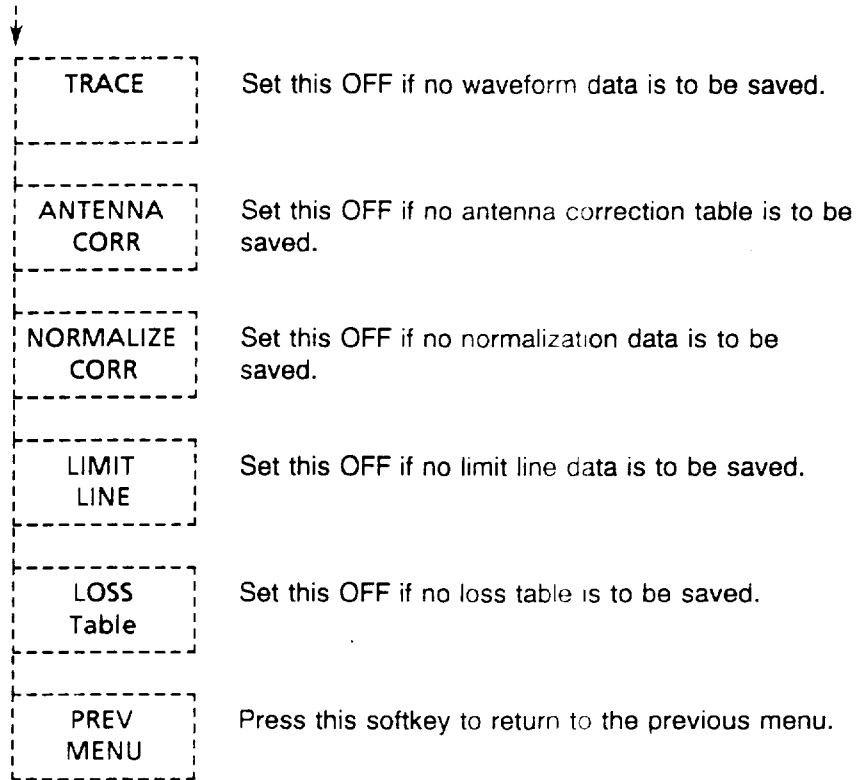 TRACE
Set this OFF if no waveform data is to be saved.
ANTENNA
CORR
Set this OFF if no antenna correction table is to be
saved.
NORMALIZE
CORR
Set this OFF if no normalization data is to be
saved.
LIMIT
LINE
Set this OFF if no limit line data is to be saved.
LOSS
Table
Set this OFF if no loss table is to be saved.
PREV
MENU
Press this softkey to return to the previous menu.